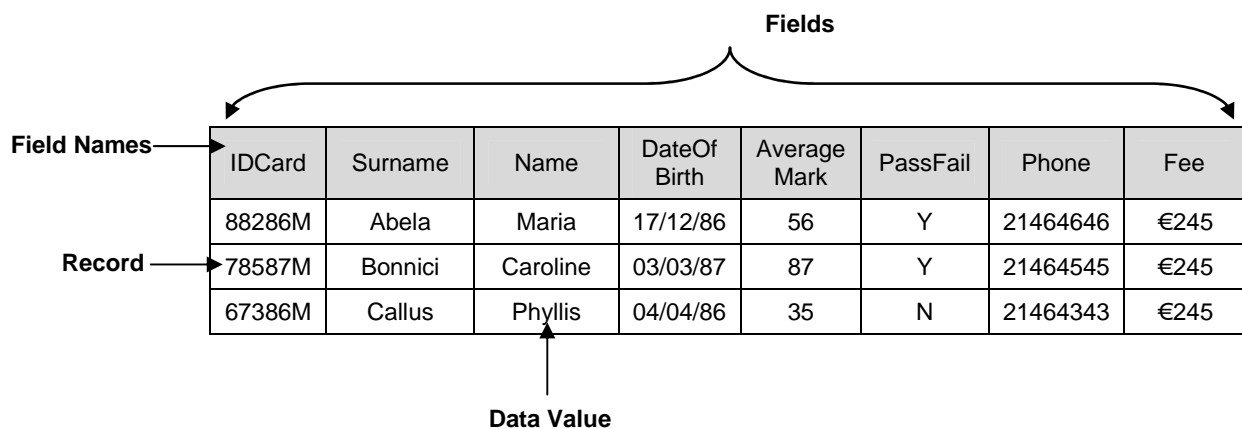 Fields
Field Names
IDCard Surname Name DateOf Birth Average Mark PassFail Phone Fee
88286M Abela Maria 17/12/86 56 Y 21464646 €245
Record
78587M Bonnici Caroline 03/03/87 87 Y 21464545 €245
67386M Callus Phyllis 04/04/86 35 N 21464343 €245
Data Value